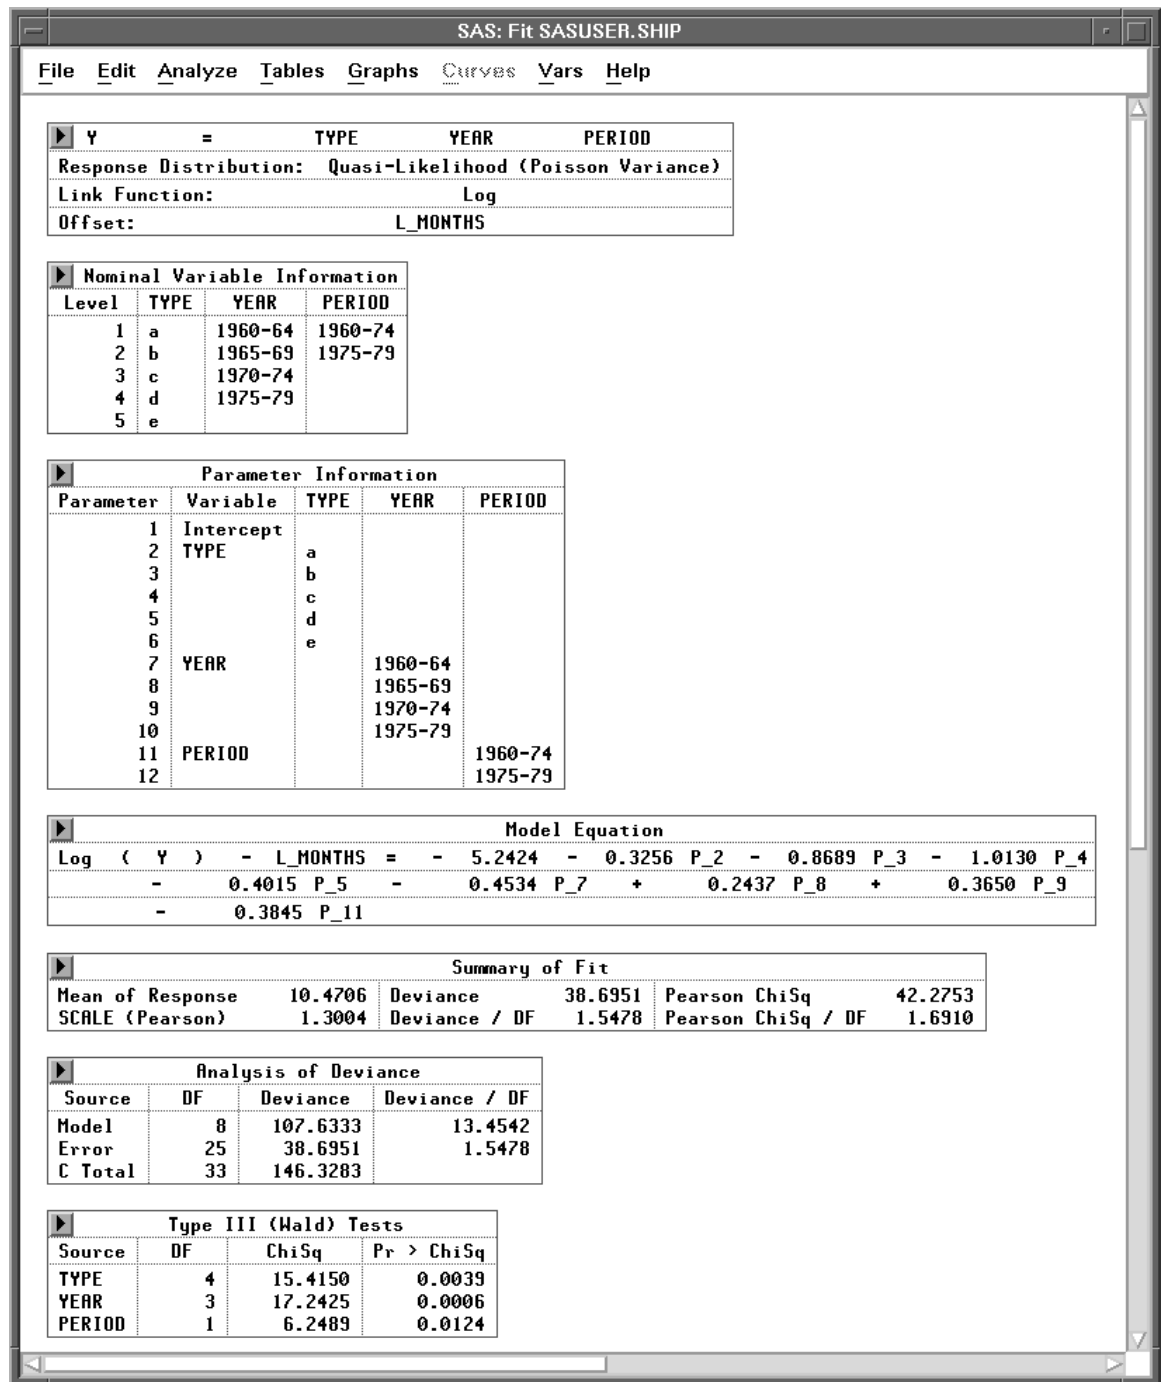 SAS: Fit SASUSER.SHIP
File Edit Analyze Tables Graphs Curves Vars Help
Y = TYPE YEAR PERIOD
Response Distribution: Quasi-Likelihood (Poisson Variance)
Link Function: Log
Offset: L_MONTHS
Nominal Variable Information
Level TYPE YEAR PERIOD
1 a 1960-64 1960-74
2 b 1965-69 1975-79
3 c 1970-74
4 d 1975-79
5 e
Parameter Information
Parameter Variable TYPE YEAR PERIOD
1 Intercept
2 TYPE a
3 b
4 c
5 d
6 e
7 YEAR 1960-64
8 1965-69
9 1970-74
10 1975-79
11 PERIOD 1960-74
12 1975-79
Model Equation
Log ( Y ) - L_MONTHS = - 5.2424 - 0.3256 P_2 - 0.8689 P_3 - 1.0130 P_4
- 0.4015 P_5 - 0.4534 P_7 + 0.2437 P_8 + 0.3650 P_9
- 0.3845 P_11
Summary of Fit
Mean of Response 10.4706 Deviance 38.6951 Pearson ChiSq 42.2753
SCALE (Pearson) 1.3004 Deviance / DF 1.5478 Pearson ChiSq / DF 1.6910
Analysis of Deviance
Source DF Deviance Deviance / DF
Model 8 107.6333 13.4542
Error 25 38.6951 1.5478
C Total 33 146.3283
Type III (Wald) Tests
Source DF ChiSq Pr > ChiSq
TYPE 4 15.4150 0.0039
YEAR 3 17.2425 0.0006
PERIOD 1 6.2489 0.0124